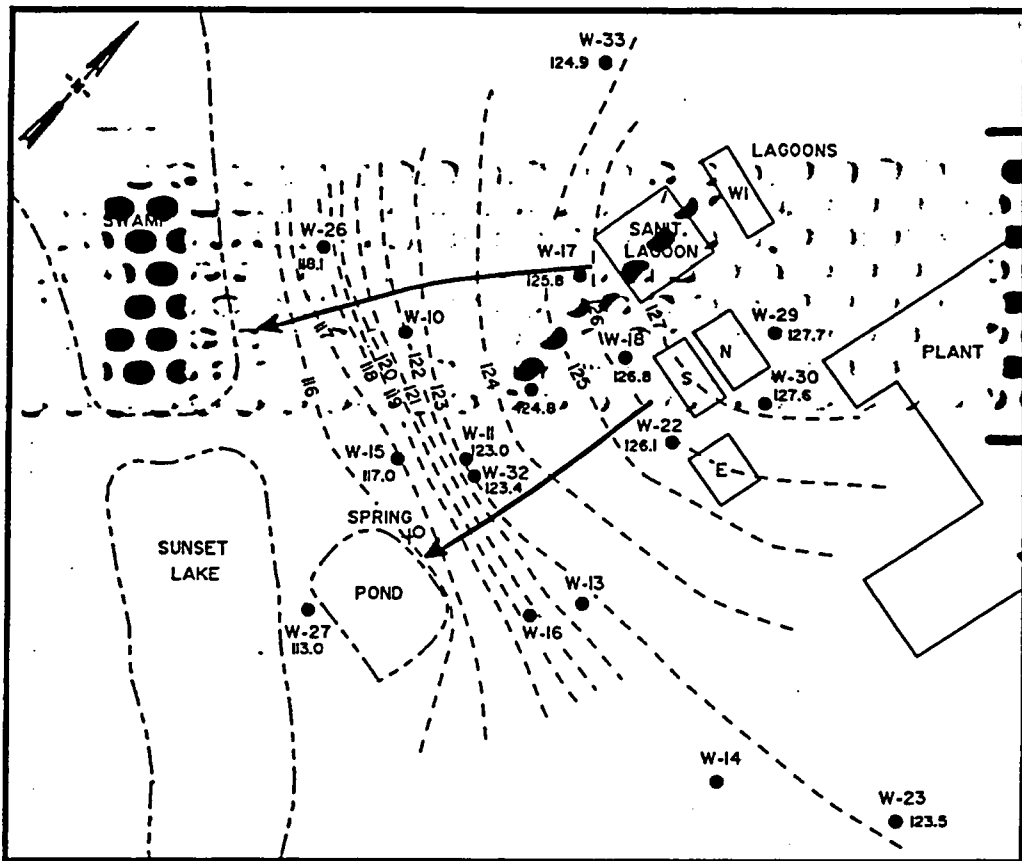 W-33
124.9
LAGOONS
WI
SANIT.
LAGOON
W-26
118.1
W-17
125.8
W-10
W-18
126.8
W-29
127.7
N
S
PLANT
W-30
127.6
116
117
118
119
120
121
122
123
124
125
126
127
124.8
W-22
126.1
E
W-15
117.0
W-11
123.0
W-32
123.4
SPRING
SUNSET
LAKE
POND
W-27
113.0
W-13
W-16
W-14
W-23
123.5